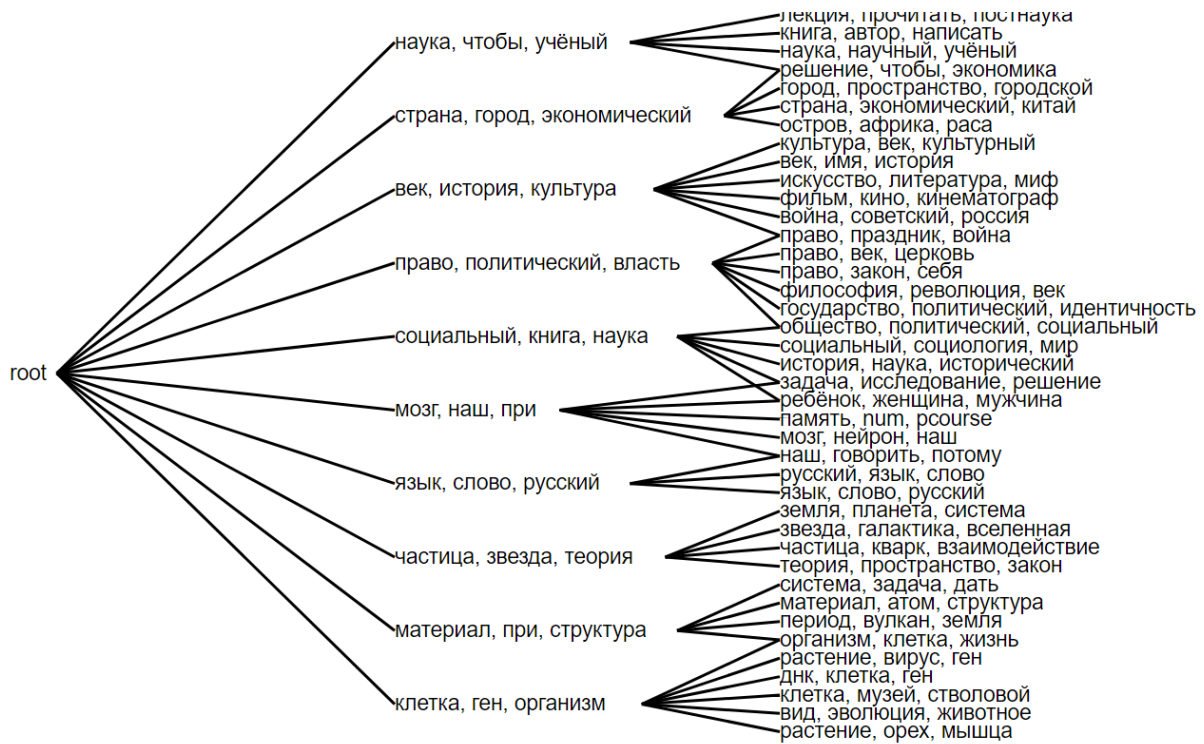 root
наука, чтобы, учёный
страна, город, экономический
век, история, культура
право, политический, власть
социальный, книга, наука
мозг, наш, при
язык, слово, русский
частица, звезда, теория
материал, при, структура
клетка, ген, организм
лекция, прочитать, постнаука
книга, автор, написать
наука, научный, учёный
решение, чтобы, экономика
город, пространство, городской
страна, экономический, китай
остров, африка, раса
культура, век, культурный
век, имя, история
искусство, литература, миф
фильм, кино, кинематограф
война, советский, россия
право, праздник, война
право, век, церковь
право, закон, себя
философия, революция, век
государство, политический, идентичность
общество, политический, социальный
социальный, социология, мир
история, наука, исторический
задача, исследование, решение
ребёнок, женщина, мужчина
память, num, pcourse
мозг, нейрон, наш
наш, говорить, потому
русский, язык, слово
язык, слово, русский
земля, планета, система
звезда, галактика, вселенная
частица, кварк, взаимодействие
теория, пространство, закон
система, задача, дать
материал, атом, структура
период, вулкан, земля
организм, клетка, жизнь
растение, вирус, ген
днк, клетка, ген
клетка, музей, стволовой
вид, эволюция, животное
растение, орех, мышца